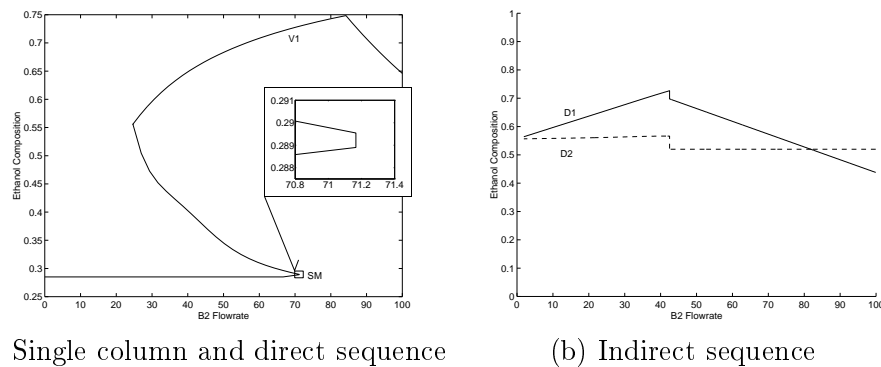 0.75
0.7
0.65
0.6
0.55
0.5
0.45
0.4
0.35
0.3
0.25
Ethanol Composition
V1
0.291
0.29
0.289
0.288
70.8 71 71.2 71.4
SM
0 10 20 30 40 50 60 70 80 90 100
B2 Flowrate
Single column and direct sequence
1
0.9
0.8
0.7
0.6
0.5
0.4
0.3
0.2
0.1
0
Ethanol Composition
D1
D2
0 10 20 30 40 50 60 70 80 90 100
B2 Flowrate
(b) Indirect sequence